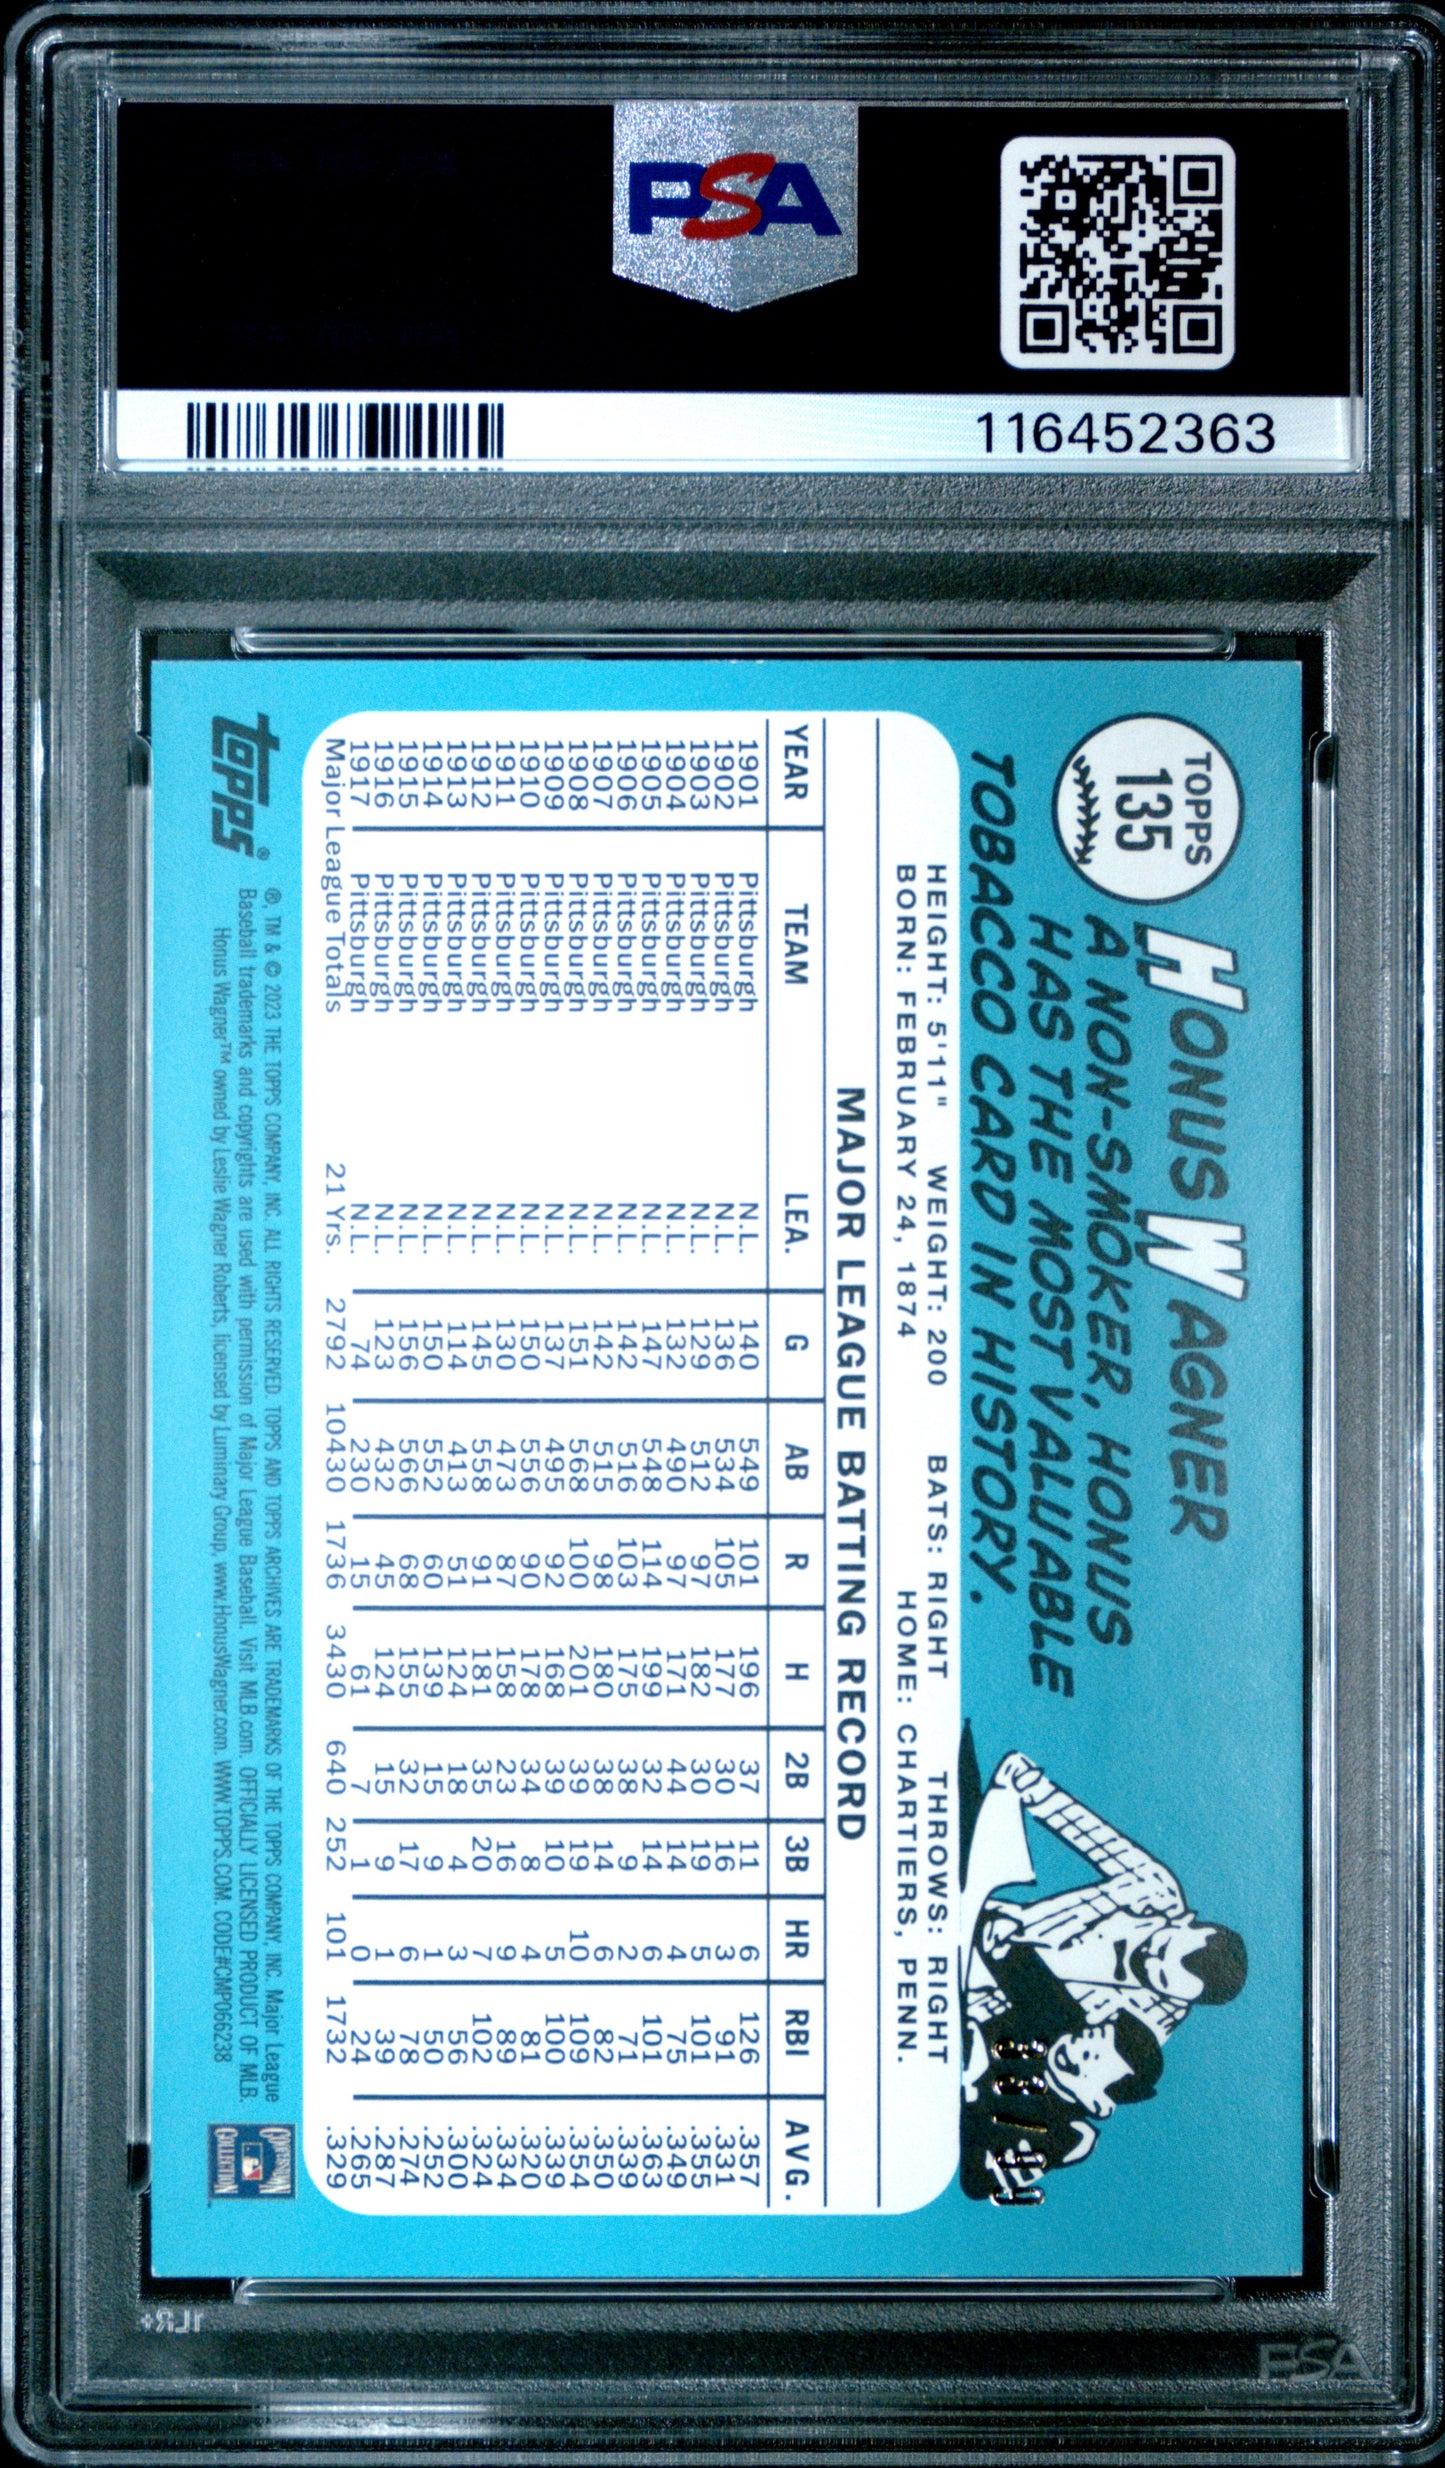 PSA
116452363
TOPPS
135
HONUS WAGNER
A NON-SMOKER, HONUS
HAS THE MOST VALUABLE
TOBACCO CARD IN HISTORY.
HEIGHT: 5'11" WEIGHT: 200 BATS: RIGHT THROWS: RIGHT
BORN: FEBRUARY 24, 1874 HOME: CHARTIERS, PENN.
MAJOR LEAGUE BATTING RECORD
YEAR TEAM LEA. G AB R H 2B 3B HR RBI AVG.
1901 Pittsburgh N.L. 140 549 101 196 37 11 6 126 .357
1902 Pittsburgh N.L. 136 534 105 177 30 16 3 91 .331
1903 Pittsburgh N.L. 129 512 97 182 30 19 5 101 .355
1904 Pittsburgh N.L. 132 490 97 171 44 14 4 75 .349
1905 Pittsburgh N.L. 147 548 114 199 32 14 6 101 .363
1906 Pittsburgh N.L. 142 516 103 175 38 9 2 71 .339
1907 Pittsburgh N.L. 142 515 98 180 38 14 6 82 .350
1908 Pittsburgh N.L. 151 568 100 201 39 19 10 109 .354
1909 Pittsburgh N.L. 137 495 92 168 39 10 5 100 .339
1910 Pittsburgh N.L. 150 556 90 178 34 8 4 81 .320
1911 Pittsburgh N.L. 130 473 87 158 23 16 9 89 .334
1912 Pittsburgh N.L. 145 558 91 181 35 20 7 102 .324
1913 Pittsburgh N.L. 114 413 51 124 18 4 3 56 .300
1914 Pittsburgh N.L. 150 552 60 139 15 9 1 50 .252
1915 Pittsburgh N.L. 156 566 68 155 32 17 6 78 .274
1916 Pittsburgh N.L. 123 432 45 124 15 9 1 39 .287
1917 Pittsburgh N.L. 74 230 15 61 7 1 0 24 .265
Major League Totals 21 Yrs. 2792 10430 1736 3430 640 252 101 1732 .329
topps®
®, TM & © 2023 THE TOPPS COMPANY, INC. ALL RIGHTS RESERVED. TOPPS AND TOPPS ARCHIVES ARE TRADEMARKS OF THE TOPPS COMPANY, INC. Major League
Baseball trademarks and copyrights are used with permission of Major League Baseball. Visit MLB.com. OFFICIALLY LICENSED PRODUCT OF MLB.
Honus Wagner™ owned by Leslie Wagner Roberts, licensed by Luminary Group, www.HonusWagner.com. WWW.TOPPS.COM. CODE#CMP066238
COOPERSTOWN
COLLECTION
PSA